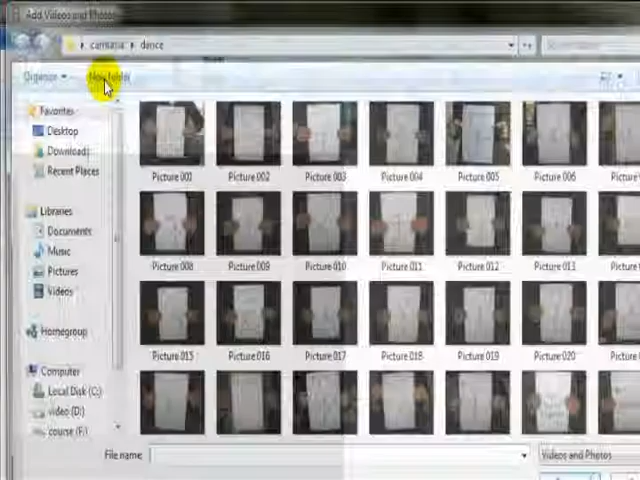 Add Videos and Photos
camtasia ▸ dance
Organize
New folder
Favorites
Desktop
Downloads
Recent Places
Libraries
Documents
Music
Pictures
Videos
Homegroup
Computer
Local Disk (C:)
video (D:)
course (F:)
Picture 001
Picture 002
Picture 003
Picture 004
Picture 005
Picture 006
Picture 008
Picture 009
Picture 010
Picture 011
Picture 012
Picture 013
Picture 015
Picture 016
Picture 017
Picture 018
Picture 019
Picture 020
File name
Videos and Photos